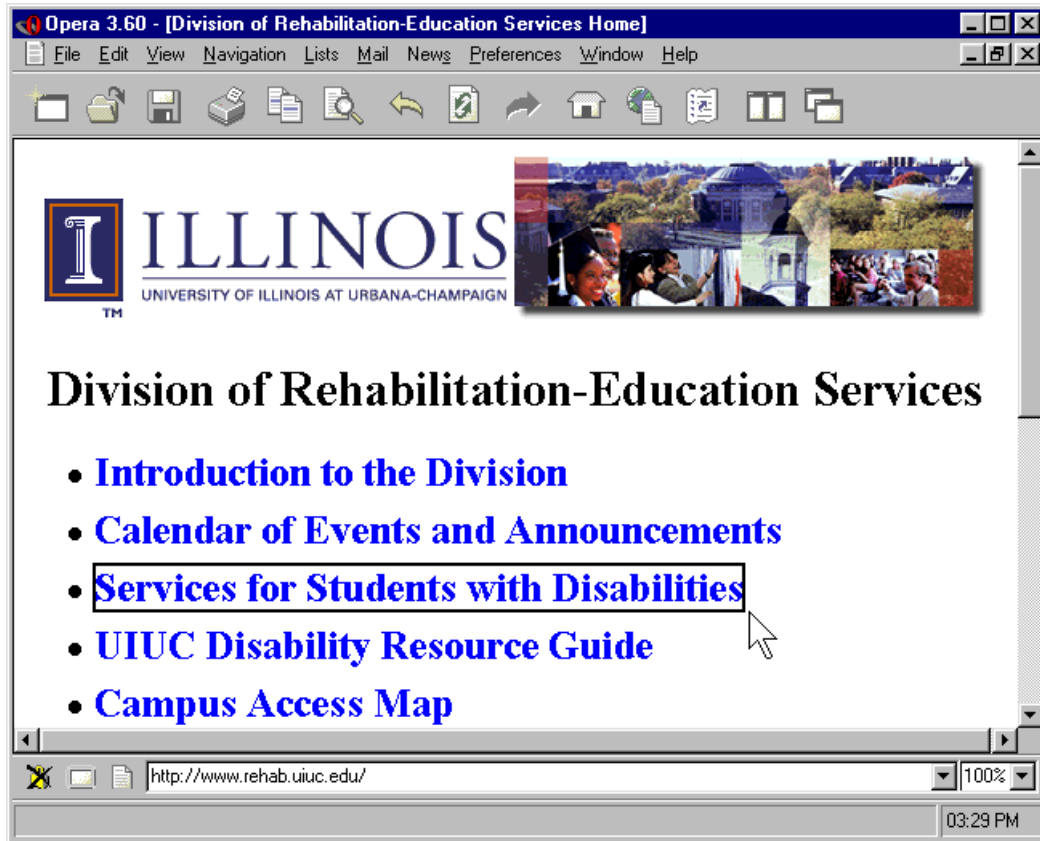 Opera 3.60 - [Division of Rehabilitation-Education Services Home]
File Edit View Navigation Lists Mail News Preferences Window Help
I ILLINOIS
UNIVERSITY OF ILLINOIS AT URBANA-CHAMPAIGN
TM
Division of Rehabilitation-Education Services
• Introduction to the Division
• Calendar of Events and Announcements
• Services for Students with Disabilities
• UIUC Disability Resource Guide
• Campus Access Map
http://www.rehab.uiuc.edu/ 100%
03:29 PM